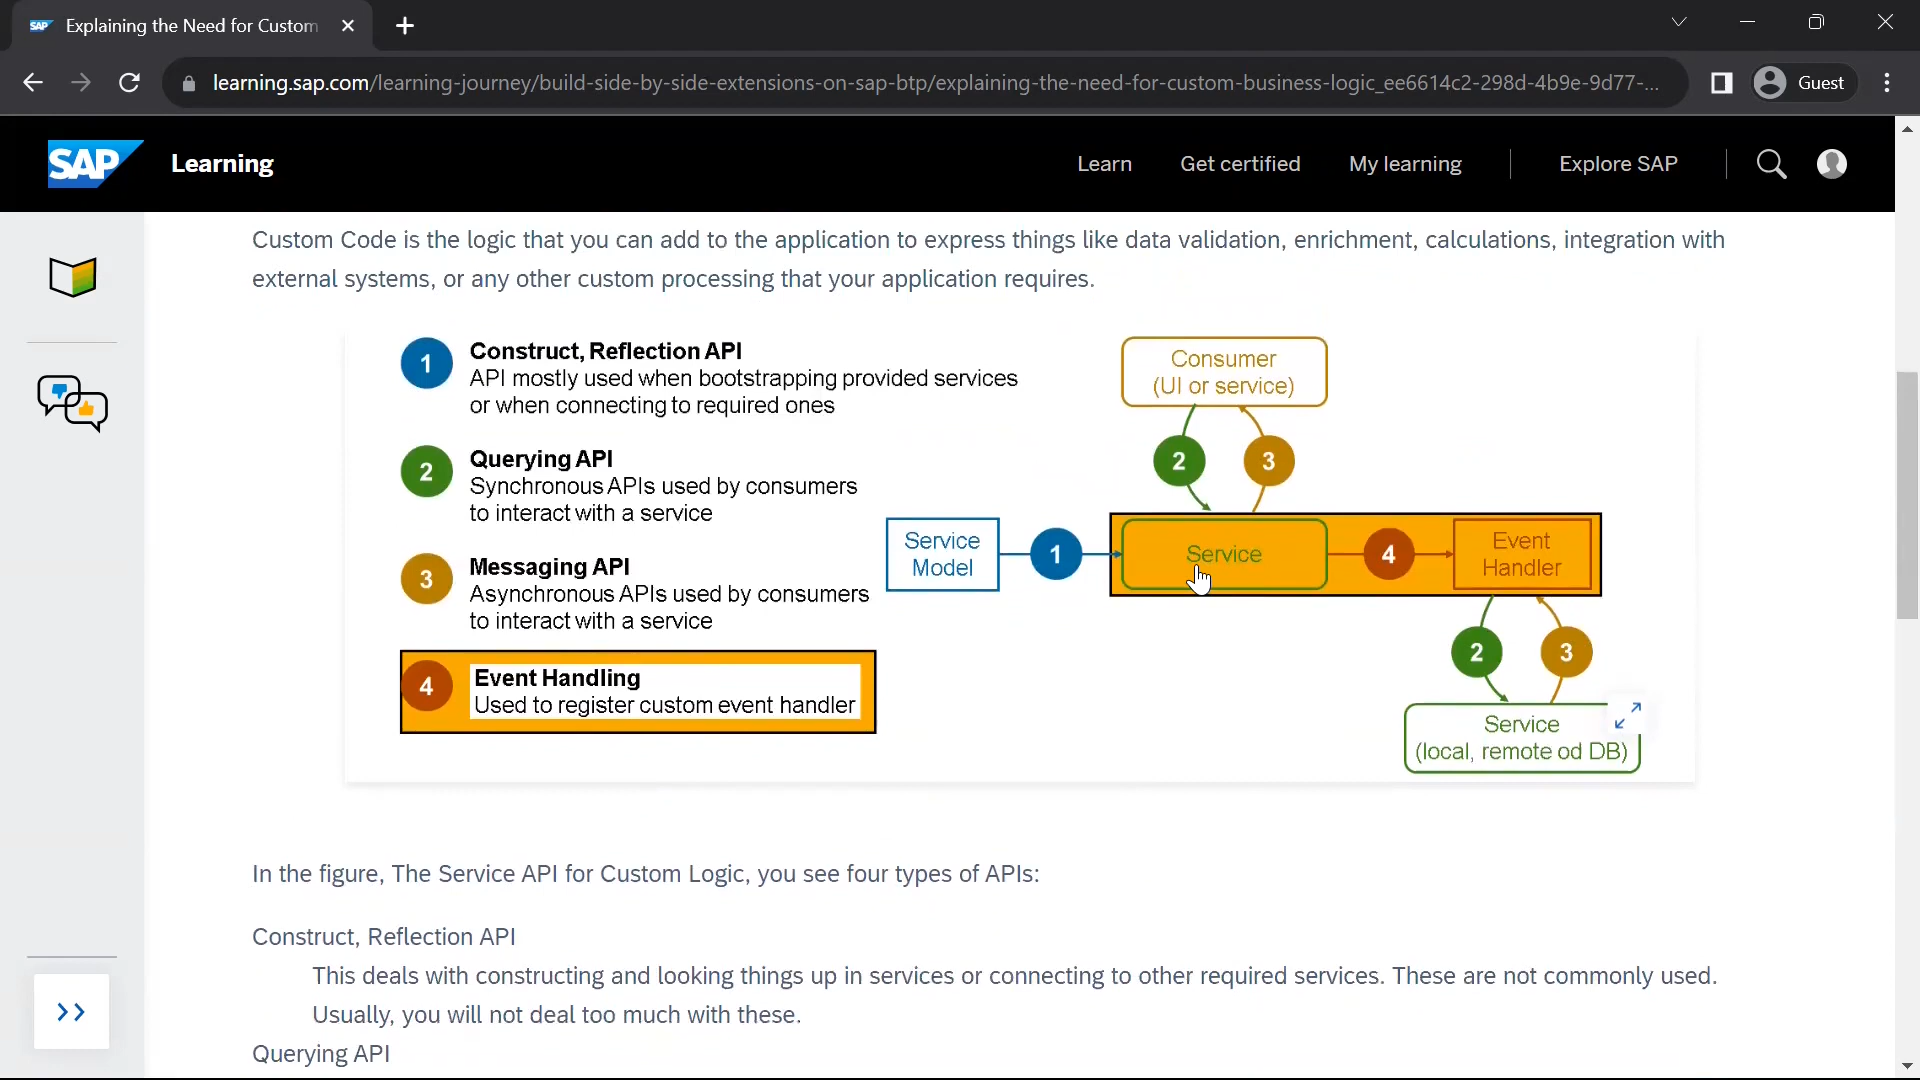 SAP Explaining the Need for Custom
learning.sap.com/learning-journey/build-side-by-side-extensions-on-sap-btp/explaining-the-need-for-custom-business-logic_ee6614c2-298d-4b9e-9d77-...
Guest
SAP Learning
Learn
Get certified
My learning
Explore SAP
Custom Code is the logic that you can add to the application to express things like data validation, enrichment, calculations, integration with
external systems, or any other custom processing that your application requires.
1 Construct, Reflection API
API mostly used when bootstrapping provided services
or when connecting to required ones
2 Querying API
Synchronous APIs used by consumers
to interact with a service
3 Messaging API
Asynchronous APIs used by consumers
to interact with a service
4 Event Handling
Used to register custom event handler
Consumer
(UI or service)
2
3
Service
Model
1
Service
4
Event
Handler
2
3
Service
(local, remote od DB)
In the figure, The Service API for Custom Logic, you see four types of APIs:
Construct, Reflection API
This deals with constructing and looking things up in services or connecting to other required services. These are not commonly used.
Usually, you will not deal too much with these.
Querying API